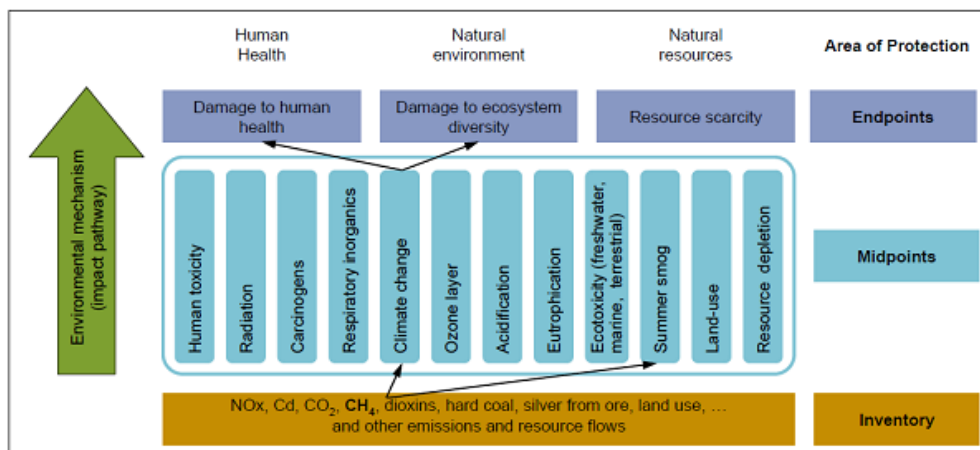 Human
Health
Natural
environment
Natural
resources
Area of Protection
Damage to human
health
Damage to ecosystem
diversity
Resource scarcity
Endpoints
Environmental mechanism
(impact pathway)
Human toxicity
Radiation
Carcinogens
Respiratory inorganics
Climate change
Ozone layer
Acidification
Eutrophication
Ecotoxicity (freshwater,
marine, terrestrial)
Summer smog
Land-use
Resource depletion
Midpoints
NOx, Cd, CO₂, CH₄, dioxins, hard coal, silver from ore, land use, …
and other emissions and resource flows
Inventory